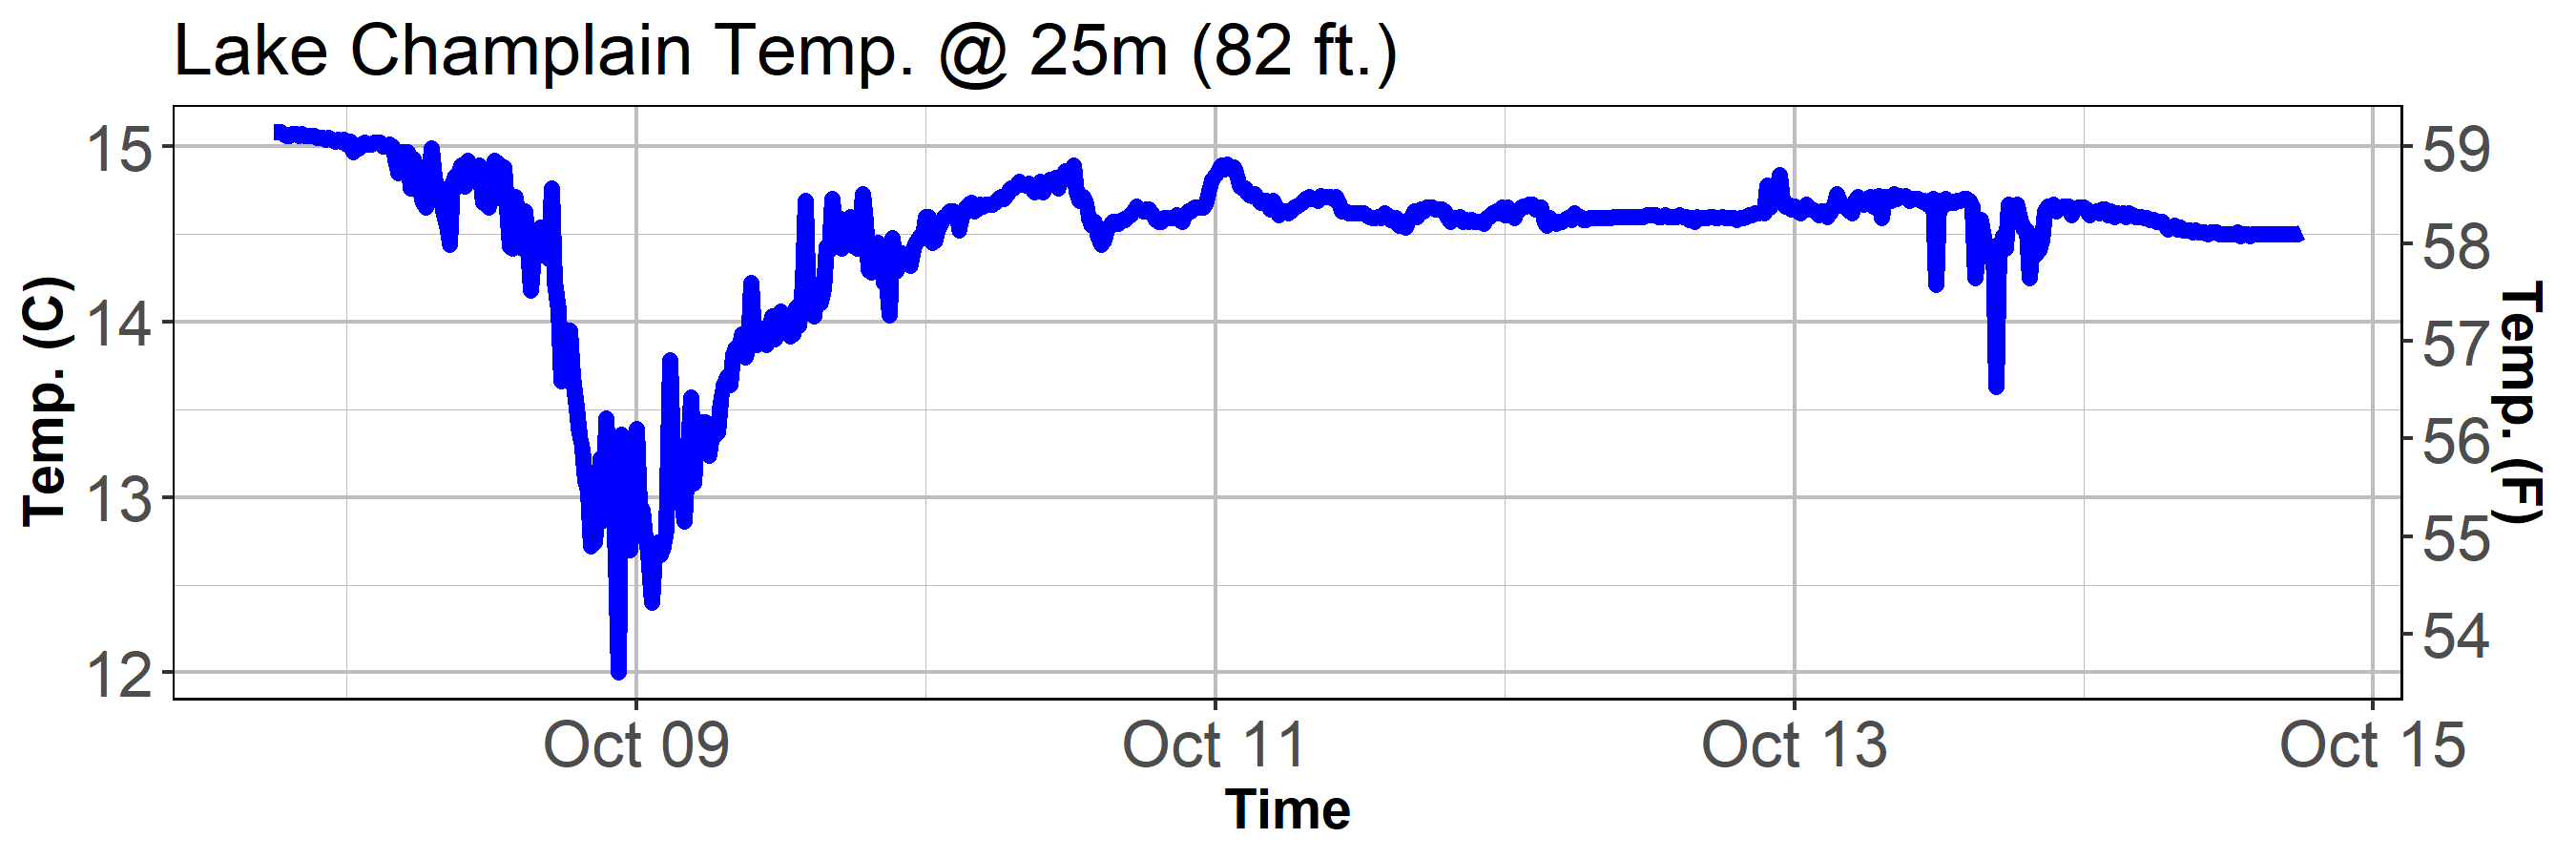 Lake Champlain Temp. @ 25m (82 ft.)
Temp. (C)
15
14
13
12
59
58
57
56
55
54
Temp. (F)
Oct 09
Oct 11
Oct 13
Oct 15
Time